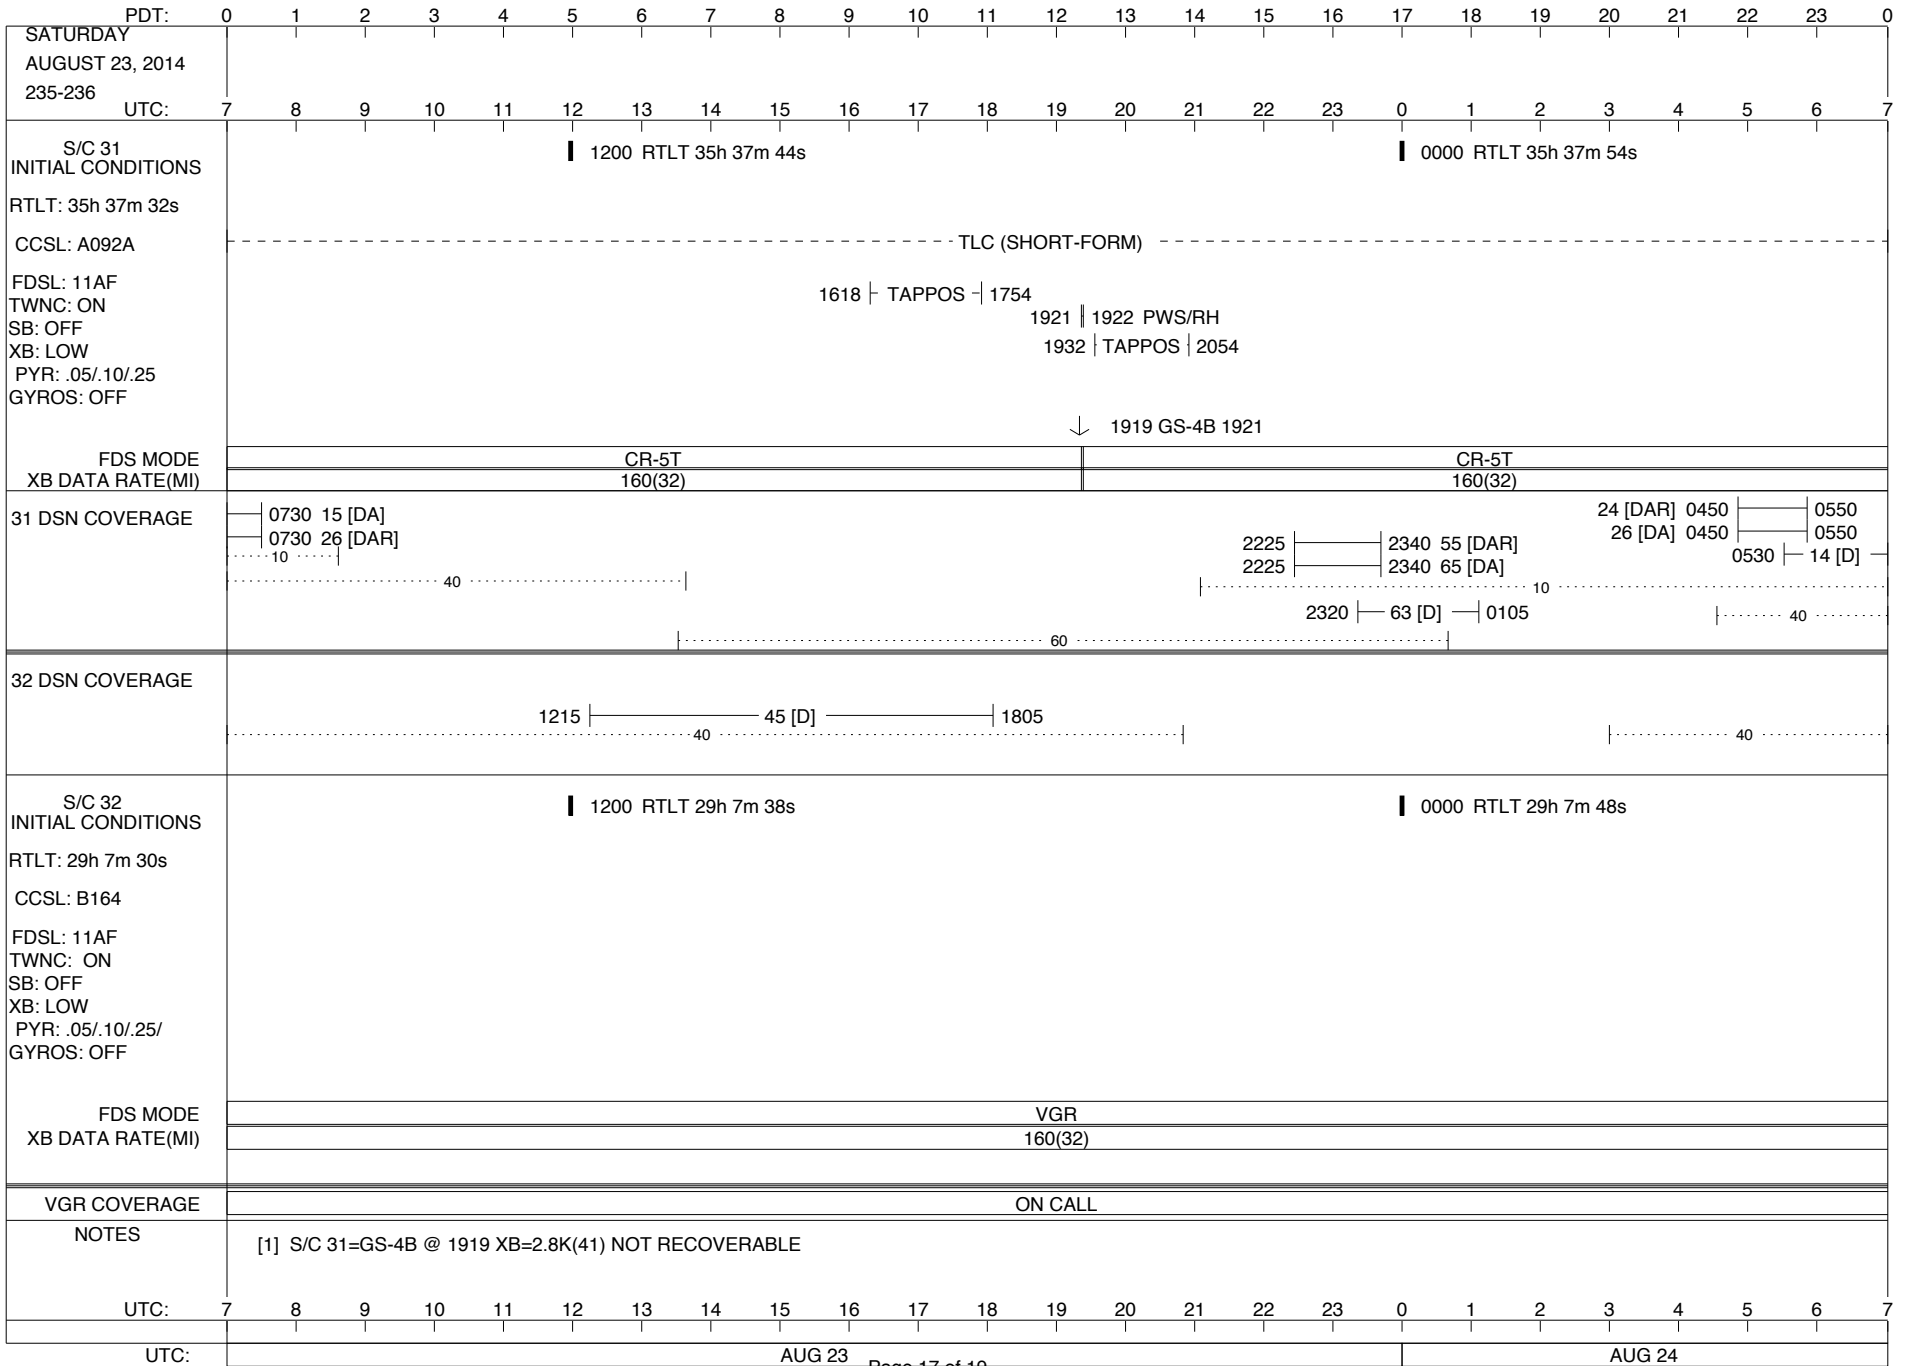 PDT: 0 1 2 3 4 5 6 7 8 9 10 11 12 13 14 15 16 17 18 19 20 21 22 23 0
SATURDAY
AUGUST 23, 2014
235-236
UTC: 7 8 9 10 11 12 13 14 15 16 17 18 19 20 21 22 23 0 1 2 3 4 5 6 7
S/C 31
INITIAL CONDITIONS
1200 RTLT 35h 37m 44s
0000 RTLT 35h 37m 54s
RTLT: 35h 37m 32s
CCSL: A092A
TLC (SHORT-FORM)
FDSL: 11AF
TWNC: ON
SB: OFF
XB: LOW
PYR: .05/.10/.25
GYROS: OFF
1618 TAPPOS 1754
1921 1922 PWS/RH
1932 TAPPOS 2054
1919 GS-4B 1921
FDS MODE CR-5T CR-5T
XB DATA RATE(MI) 160(32) 160(32)
31 DSN COVERAGE
0730 15 [DA]
0730 26 [DAR]
10
40
2225 2340 55 [DAR]
2225 2340 65 [DA]
24 [DAR] 0450 0550
26 [DA] 0450 0550
0530 14 [D]
10
2320 63 [D] 0105
40
60
32 DSN COVERAGE
1215 45 [D] 1805
40 40
S/C 32
INITIAL CONDITIONS
1200 RTLT 29h 7m 38s
0000 RTLT 29h 7m 48s
RTLT: 29h 7m 30s
CCSL: B164
FDSL: 11AF
TWNC: ON
SB: OFF
XB: LOW
PYR: .05/.10/.25/
GYROS: OFF
FDS MODE VGR
XB DATA RATE(MI) 160(32)
VGR COVERAGE ON CALL
NOTES
[1] S/C 31=GS-4B @ 1919 XB=2.8K(41) NOT RECOVERABLE
UTC: 7 8 9 10 11 12 13 14 15 16 17 18 19 20 21 22 23 0 1 2 3 4 5 6 7
UTC: AUG 23 AUG 24
Page 17 of 19